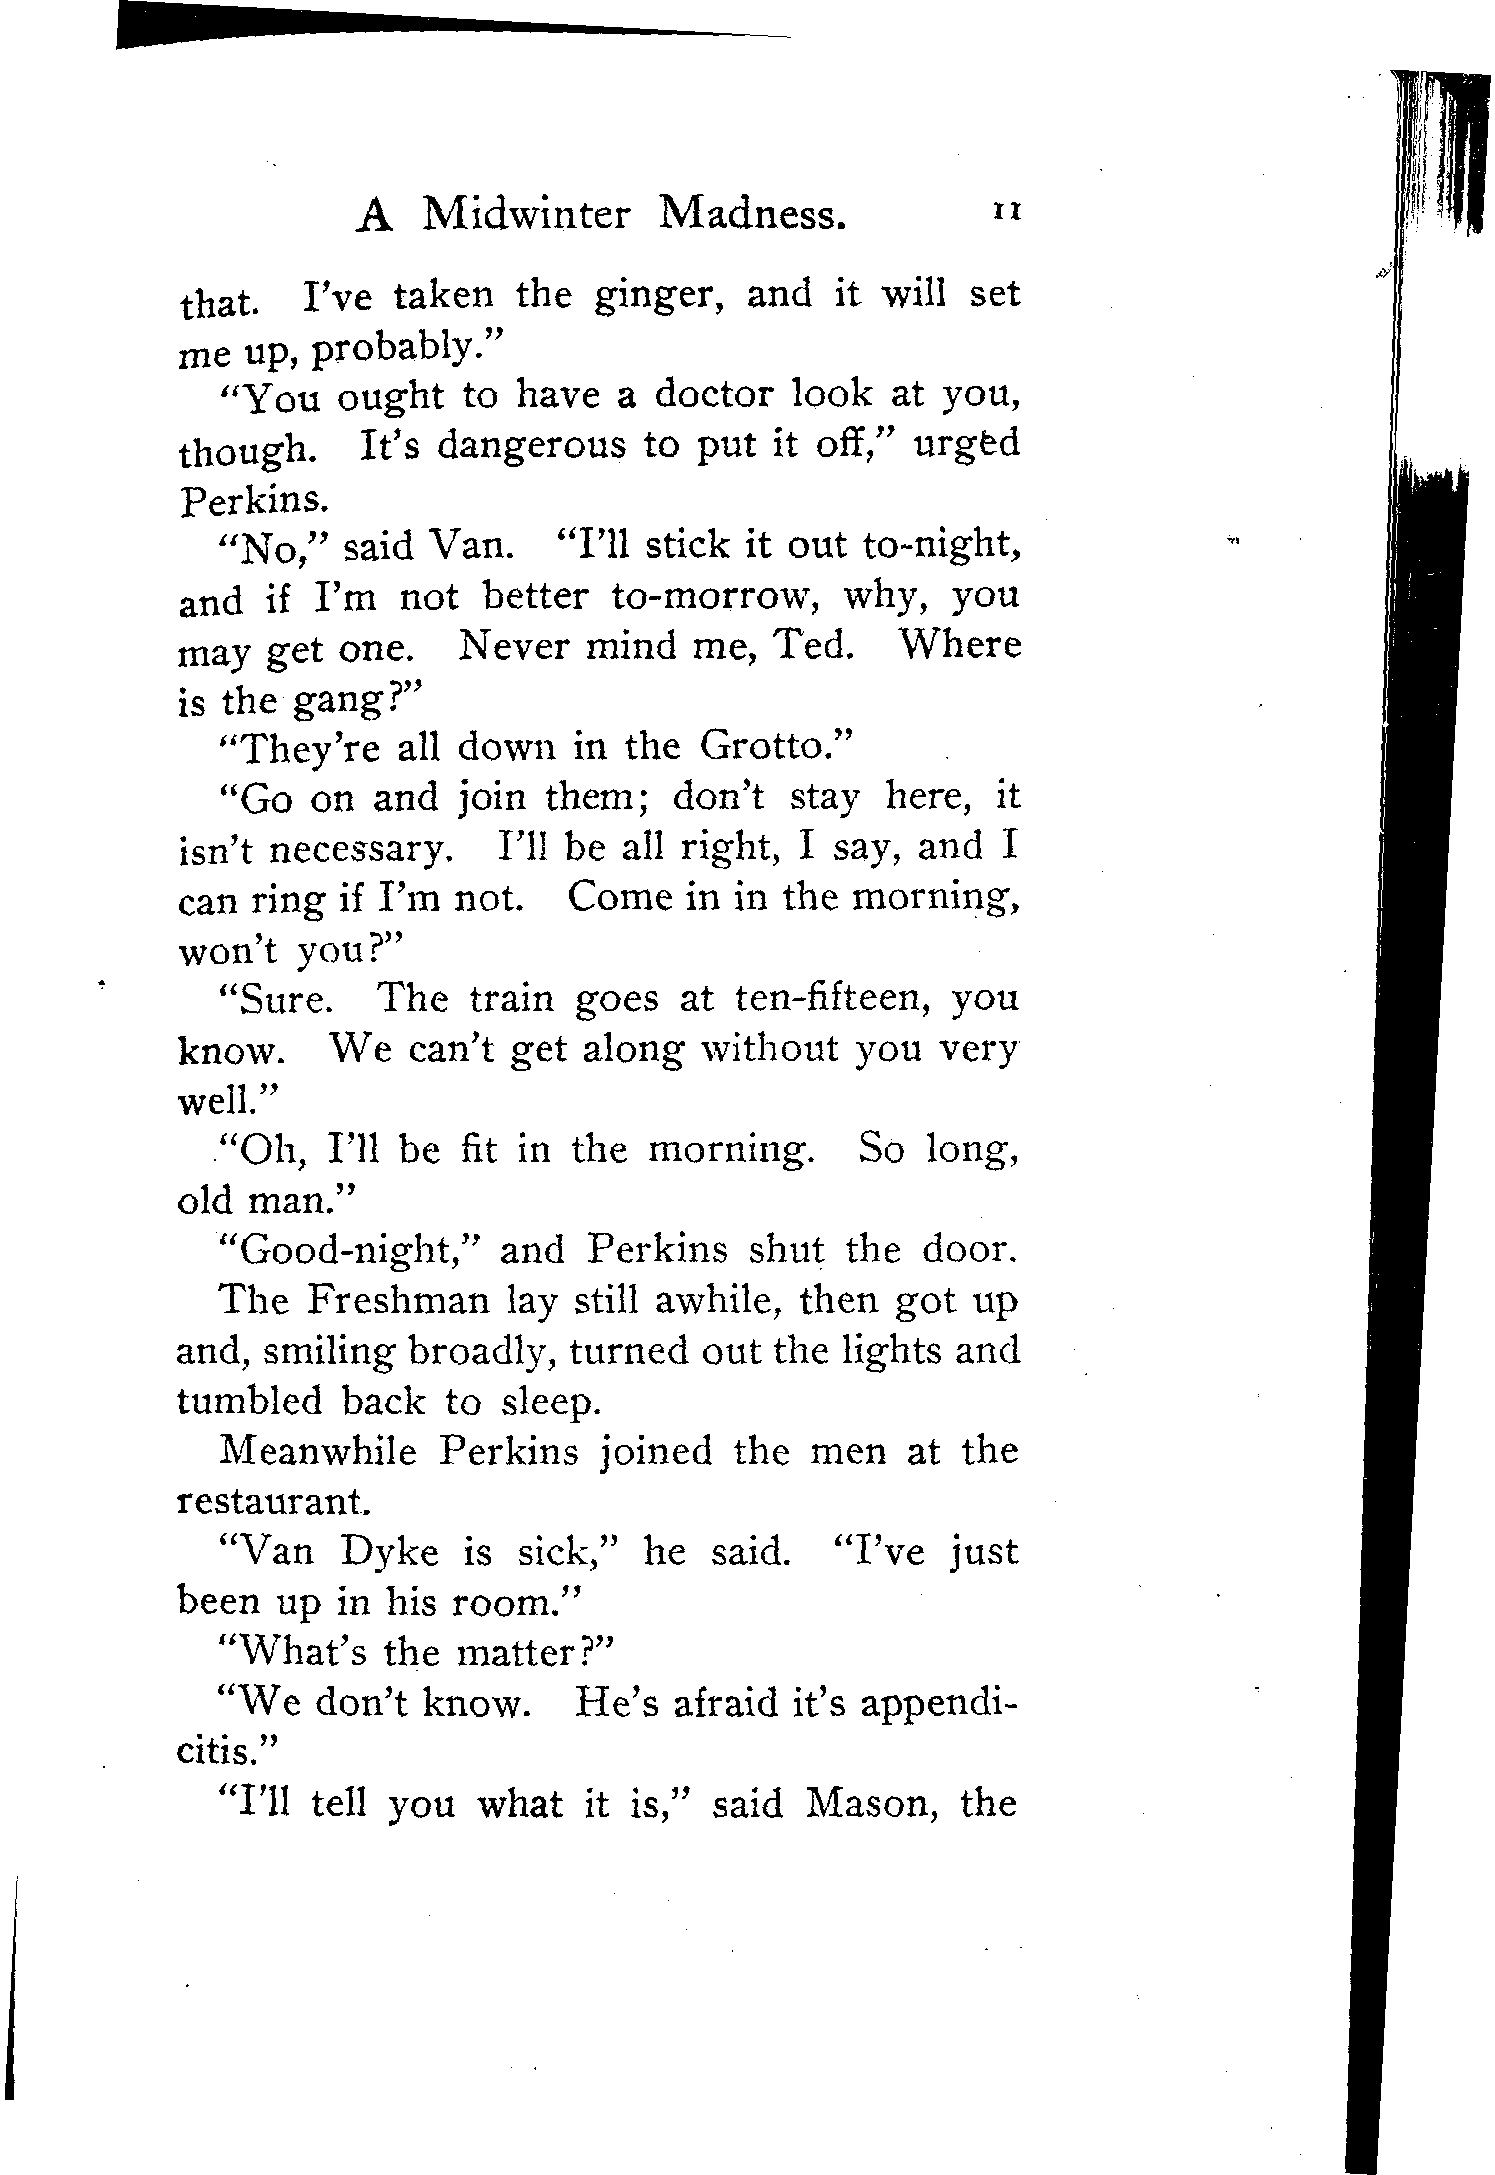 A Midwinter Madness. 11
that. I've taken the ginger, and it will set
me up, probably."
"You ought to have a doctor look at you,
though. It's dangerous to put it off," urged
Perkins.
"No," said Van. "I'll stick it out to-night,
and if I'm not better to-morrow, why, you
may get one. Never mind me, Ted. Where
is the gang?"
"They're all down in the Grotto."
"Go on and join them; don't stay here, it
isn't necessary. I'll be all right, I say, and I
can ring if I'm not. Come in in the morning,
won't you?"
"Sure. The train goes at ten-fifteen, you
know. We can't get along without you very
well."
"Oh, I'll be fit in the morning. So long,
old man."
"Good-night," and Perkins shut the door.
The Freshman lay still awhile, then got up
and, smiling broadly, turned out the lights and
tumbled back to sleep.
Meanwhile Perkins joined the men at the
restaurant.
"Van Dyke is sick," he said. "I've just
been up in his room."
"What's the matter?"
"We don't know. He's afraid it's appendi-
citis."
"I'll tell you what it is," said Mason, the